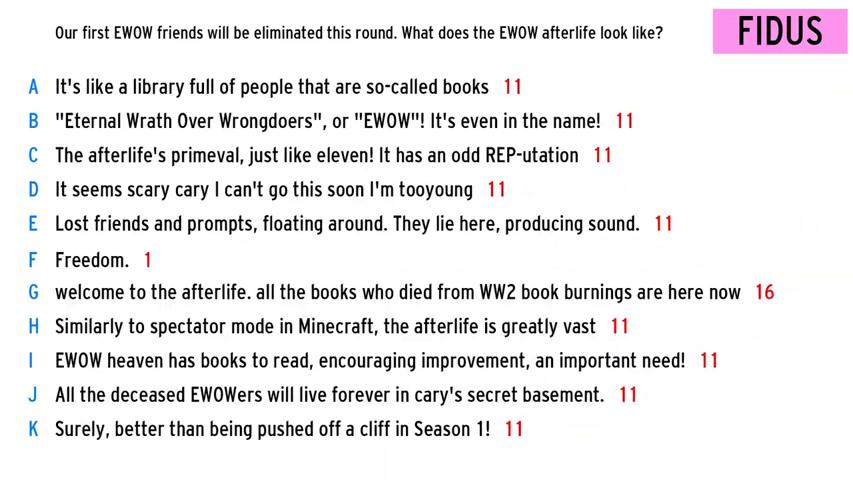 Our first EWOW friends will be eliminated this round. What does the EWOW afterlife look like?
FIDUS
A It's like a library full of people that are so-called books 11
B "Eternal Wrath Over Wrongdoers", or "EWOW"! It's even in the name! 11
C The afterlife's primeval, just like eleven! It has an odd REP-utation 11
D It seems scary cary I can't go this soon I'm tooyoung 11
E Lost friends and prompts, floating around. They lie here, producing sound. 11
F Freedom. 1
G welcome to the afterlife. all the books who died from WW2 book burnings are here now 16
H Similarly to spectator mode in Minecraft, the afterlife is greatly vast 11
I EWOW heaven has books to read, encouraging improvement, an important need! 11
J All the deceased EWOWers will live forever in cary's secret basement. 11
K Surely, better than being pushed off a cliff in Season 1! 11